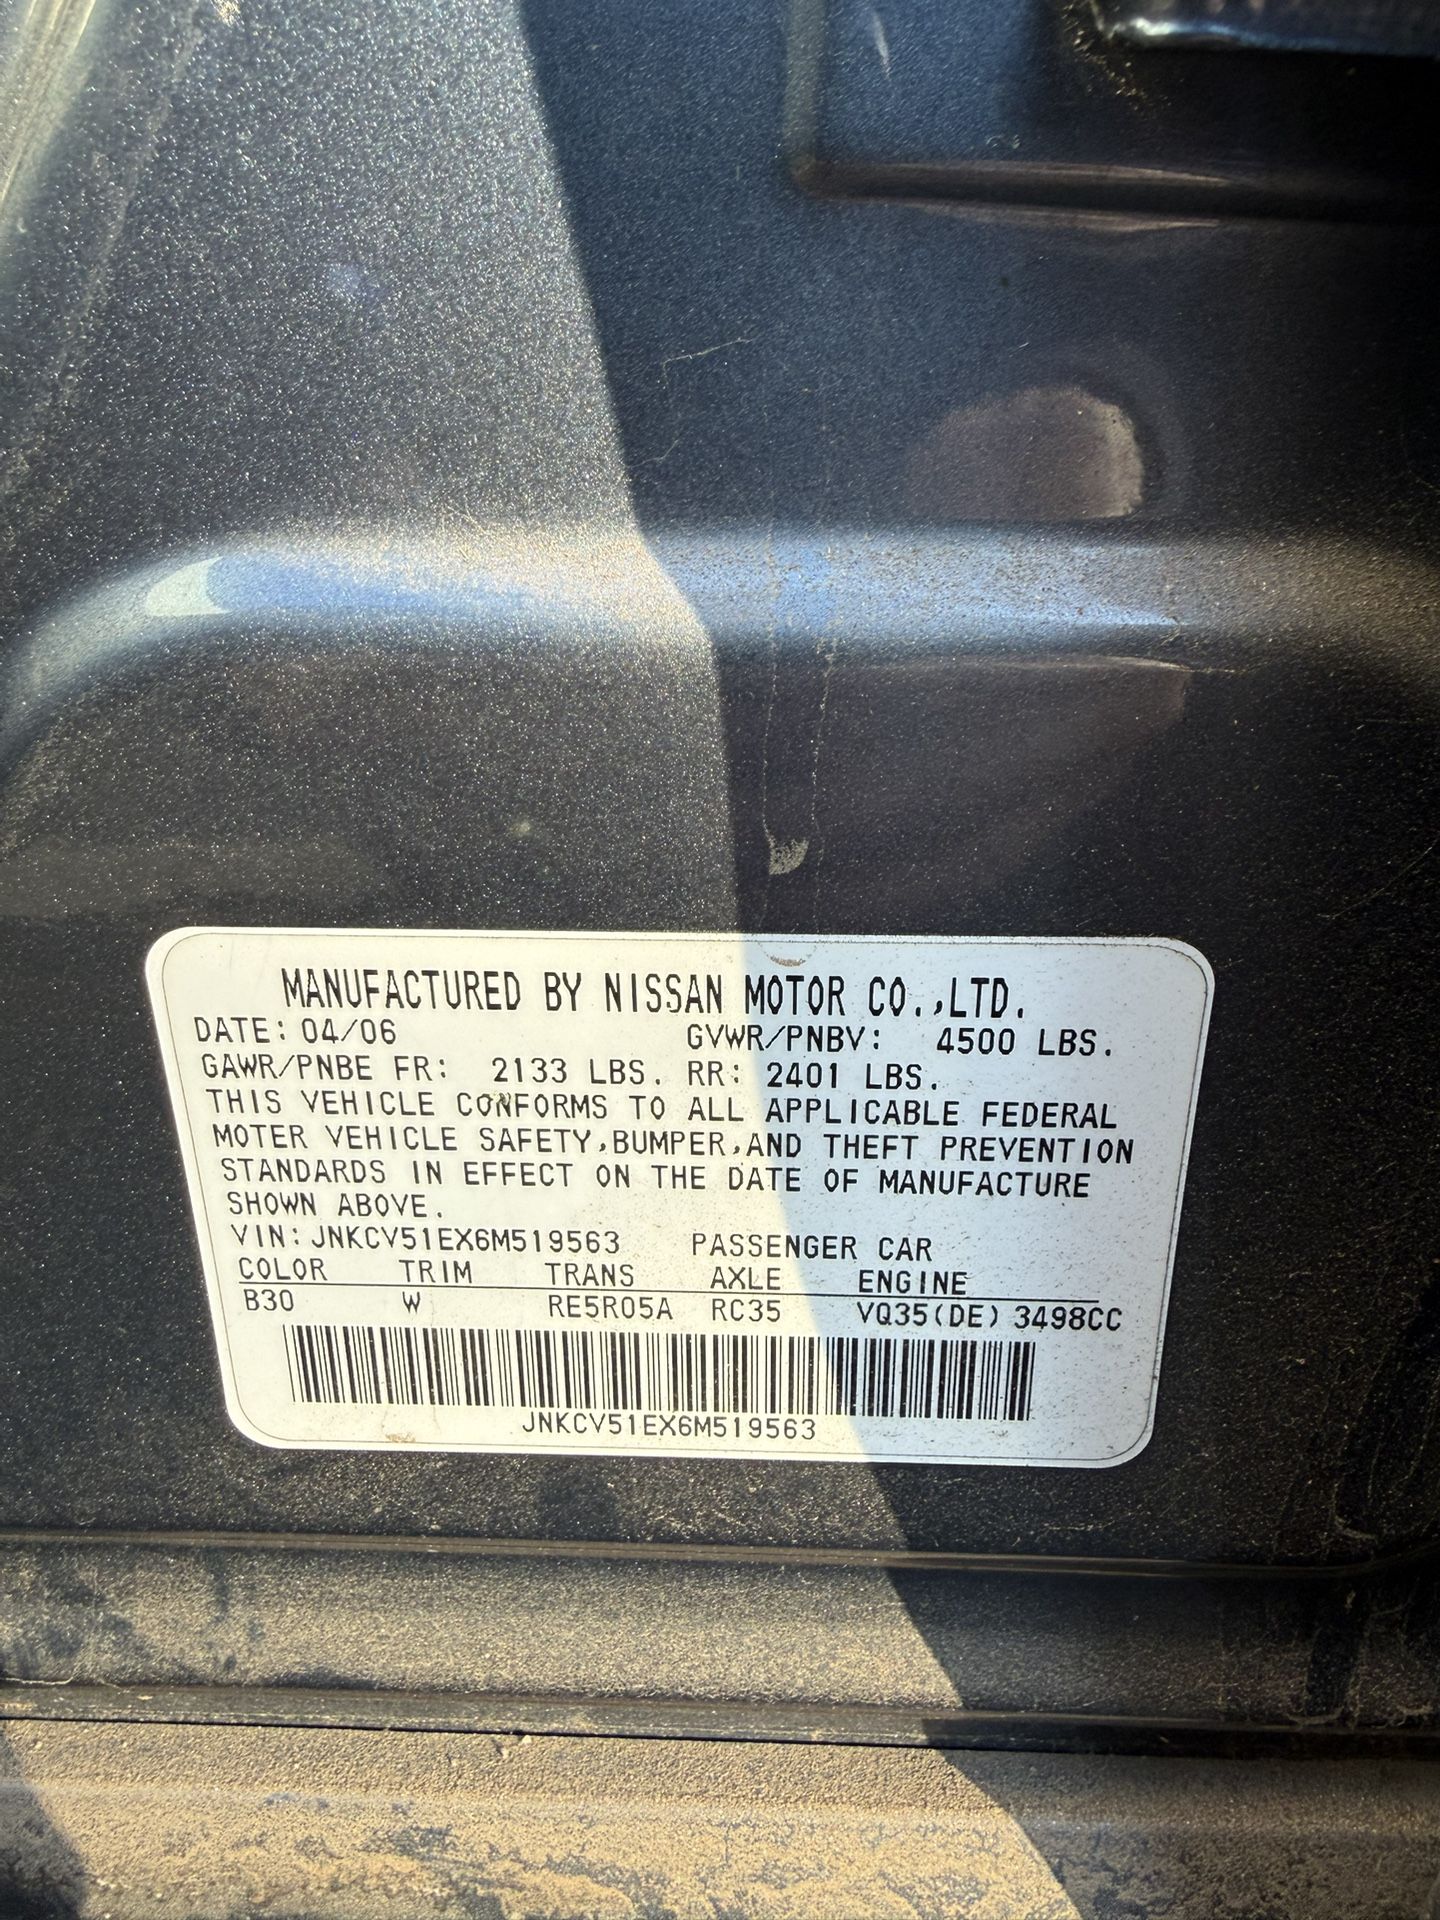 MANUFACTURED BY NISSAN MOTOR CO.,LTD.
DATE: 04/06 GVWR/PNBV: 4500 LBS.
GAWR/PNBE FR: 2133 LBS. RR: 2401 LBS.
THIS VEHICLE CONFORMS TO ALL APPLICABLE FEDERAL
MOTER VEHICLE SAFETY,BUMPER,AND THEFT PREVENTION
STANDARDS IN EFFECT ON THE DATE OF MANUFACTURE
SHOWN ABOVE.
VIN: JNKCV51EX6M519563 PASSENGER CAR
COLOR TRIM TRANS AXLE ENGINE
B30 W RE5R05A RC35 VQ35(DE) 3498CC
JNKCV51EX6M519563